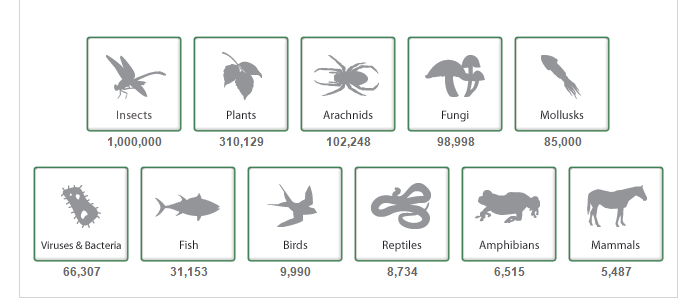 Insects Plants Arachnids Fungi Mollusks
1,000,000 310,129 102,248 98,998 85,000
Viruses & Bacteria Fish Birds Reptiles Amphibians Mammals
66,307 31,153 9,990 8,734 6,515 5,487